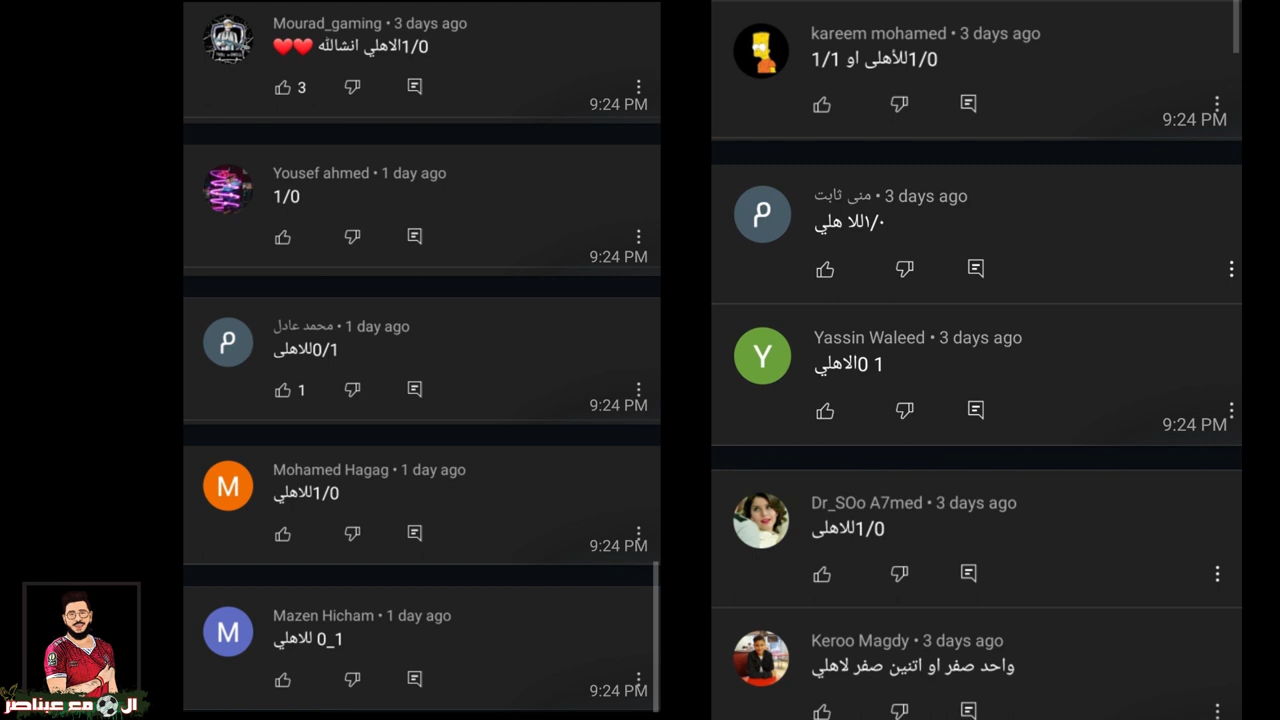 Mourad_gaming • 3 days ago
1/0الاهلي انشالله ❤️❤️
3
9:24 PM
Yousef ahmed • 1 day ago
1/0
9:24 PM
محمد عادل • 1 day ago
0/1للاهلى
1
9:24 PM
Mohamed Hagag • 1 day ago
1/0للاهلي
9:24 PM
Mazen Hicham • 1 day ago
0_1 للاهلي
9:24 PM
kareem mohamed • 3 days ago
1/0للأهلى او 1/1
9:24 PM
منى ثابت • 3 days ago
١/٠للا هلي
Yassin Waleed • 3 days ago
1 0الاهلي
9:24 PM
Dr_SOo A7med • 3 days ago
1/0للاهلى
Keroo Magdy • 3 days ago
واحد صفر او اتنين صفر لاهلي
ال مع عبناصر